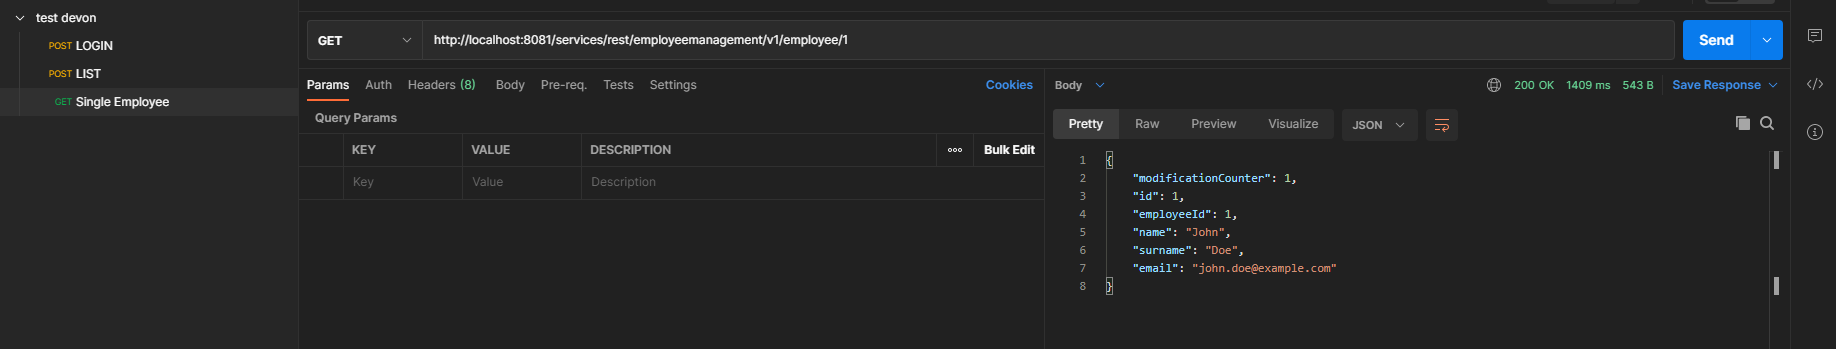 test devon
POST LOGIN
POST LIST
GET Single Employee
GET http://localhost:8081/services/rest/employeemanagement/v1/employee/1 Send
Params Auth Headers (8) Body Pre-req. Tests Settings Cookies
Query Params
KEY VALUE DESCRIPTION ooo Bulk Edit
Key Value Description
Body 200 OK 1409 ms 543 B Save Response
Pretty Raw Preview Visualize JSON
1 {
2 "modificationCounter": 1,
3 "id": 1,
4 "employeeId": 1,
5 "name": "John",
6 "surname": "Doe",
7 "email": "john.doe@example.com"
8 }